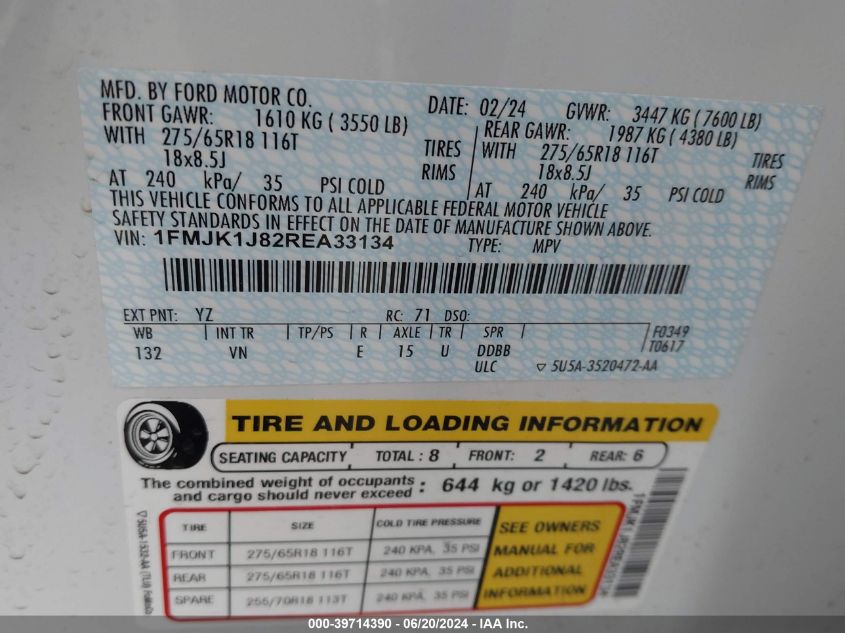 MFD. BY FORD MOTOR CO.
DATE: 02/24 GVWR: 3447 KG ( 7600 LB)
FRONT GAWR: 1610 KG ( 3550 LB)
REAR GAWR: 1987 KG ( 4380 LB)
WITH 275/65R18 116T TIRES
WITH 275/65R18 116T TIRES
18x8.5J RIMS
18x8.5J RIMS
AT 240 kPa/ 35 PSI COLD
AT 240 kPa/ 35 PSI COLD
THIS VEHICLE CONFORMS TO ALL APPLICABLE FEDERAL MOTOR VEHICLE
SAFETY STANDARDS IN EFFECT ON THE DATE OF MANUFACTURE SHOWN ABOVE.
VIN: 1FMJK1J82REA33134 TYPE: MPV
EXT PNT: YZ RC: 71 DSO:
WB INT TR TP/PS R AXLE TR SPR
132 VN E 15 U DDBB
ULC
F0349
T0617
▽ 5U5A-3520472-AA
TIRE AND LOADING INFORMATION
SEATING CAPACITY TOTAL : 8 FRONT: 2 REAR: 6
The combined weight of occupants
and cargo should never exceed : 644 kg or 1420 lbs.
TIRE SIZE COLD TIRE PRESSURE
FRONT 275/65R18 116T 240 KPA, 35 PSI
REAR 275/65R18 116T 240 KPA, 35 PSI
SPARE 255/70R18 113T 240 KPA, 35 PSI
SEE OWNERS
MANUAL FOR
ADDITIONAL
INFORMATION
000-39714390 - 06/20/2024 - IAA Inc.